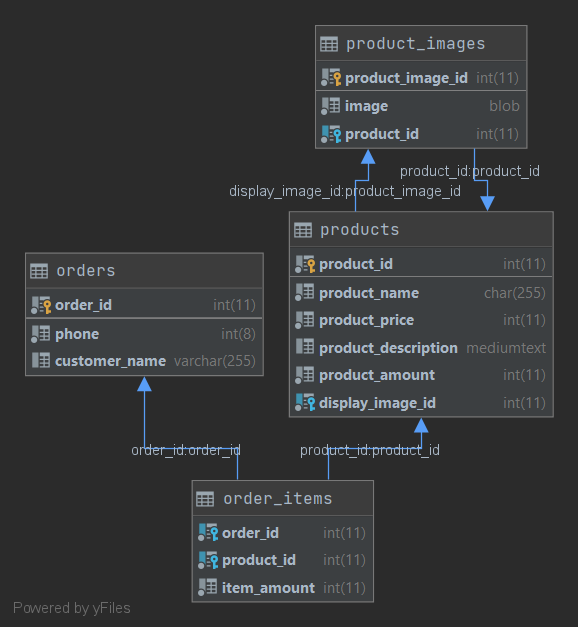 product_images
product_image_id int(11)
image blob
product_id int(11)
product_id:product_id
display_image_id:product_image_id
products
product_id int(11)
product_name char(255)
product_price int(11)
product_description mediumtext
product_amount int(11)
display_image_id int(11)
orders
order_id int(11)
phone int(8)
customer_name varchar(255)
order_id:order_id
product_id:product_id
order_items
order_id int(11)
product_id int(11)
item_amount int(11)
Powered by yFiles